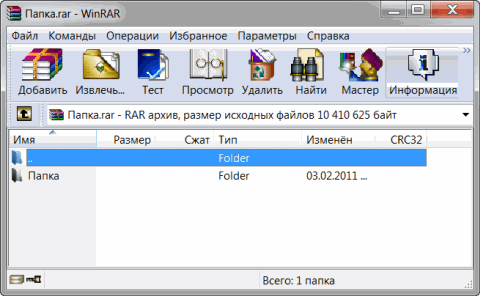 Папка.rar - WinRAR
Файл Команды Операции Избранное Параметры Справка
Добавить Извлечь... Тест Просмотр Удалить Найти Мастер Информация
Папка.rar - RAR архив, размер исходных файлов 10 410 625 байт
Имя Размер Сжат Тип Изменён CRC32
.. Folder
Папка Folder 03.02.2011 ...
Всего: 1 папка